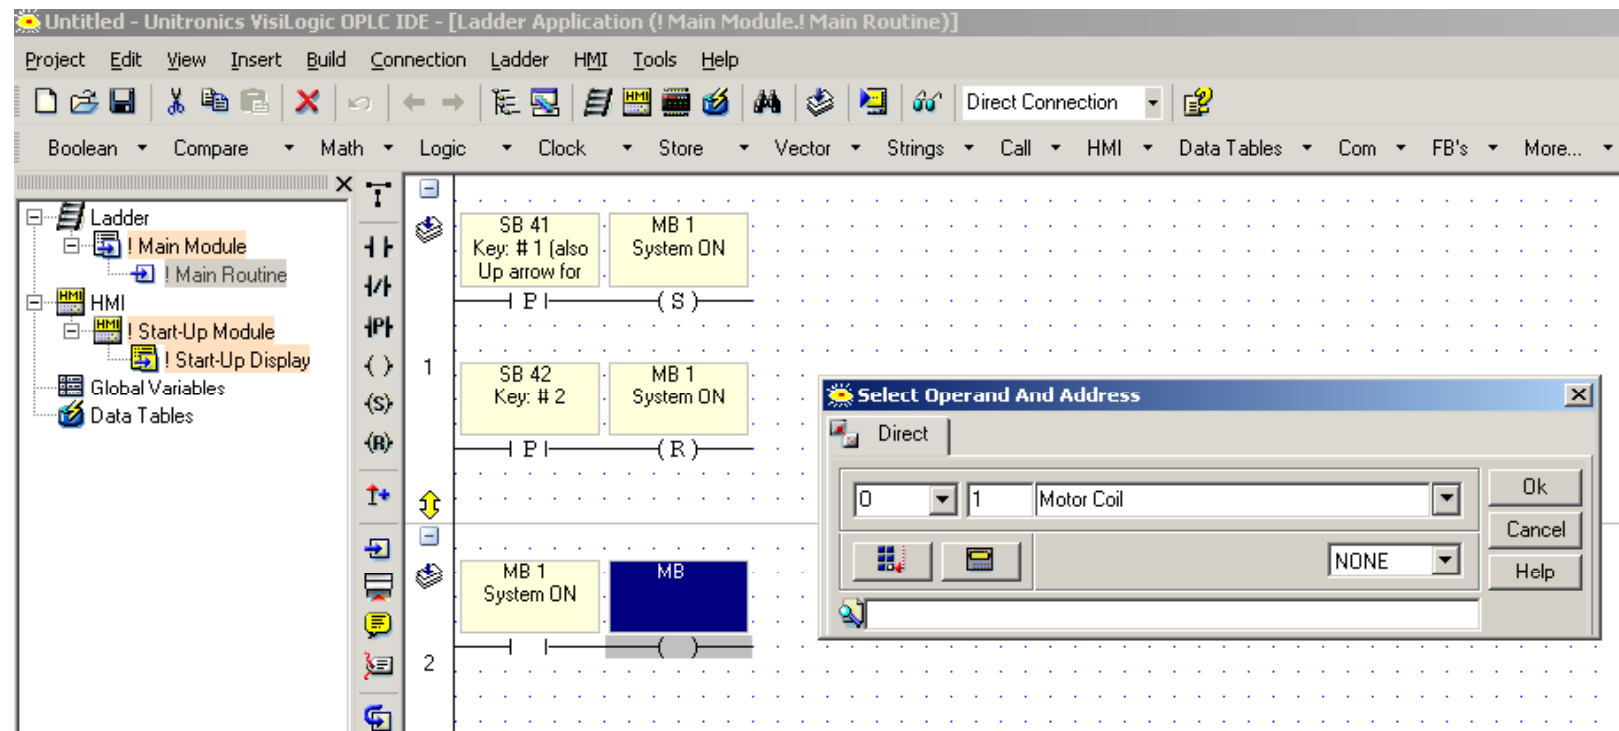 Untitled - Unitronics VisiLogic OPLC IDE - [Ladder Application (! Main Module.! Main Routine)]
Project Edit View Insert Build Connection Ladder HMI Tools Help
HMI Direct Connection
Boolean Compare Math Logic Clock Store Vector Strings Call HMI Data Tables Com FB's More...
Ladder
! Main Module
! Main Routine
HMI HMI
HMI ! Start-Up Module
! Start-Up Display
Global Variables
Data Tables
P
(S)
(R)
1
SB 41
Key: # 1 (also
Up arrow for
P
MB 1
System ON
( S )
SB 42
Key: # 2
P
MB 1
System ON
( R )
2
MB 1
System ON
MB
( )
Select Operand And Address
Direct
O 1 Motor Coil
Ok
Cancel
NONE
Help